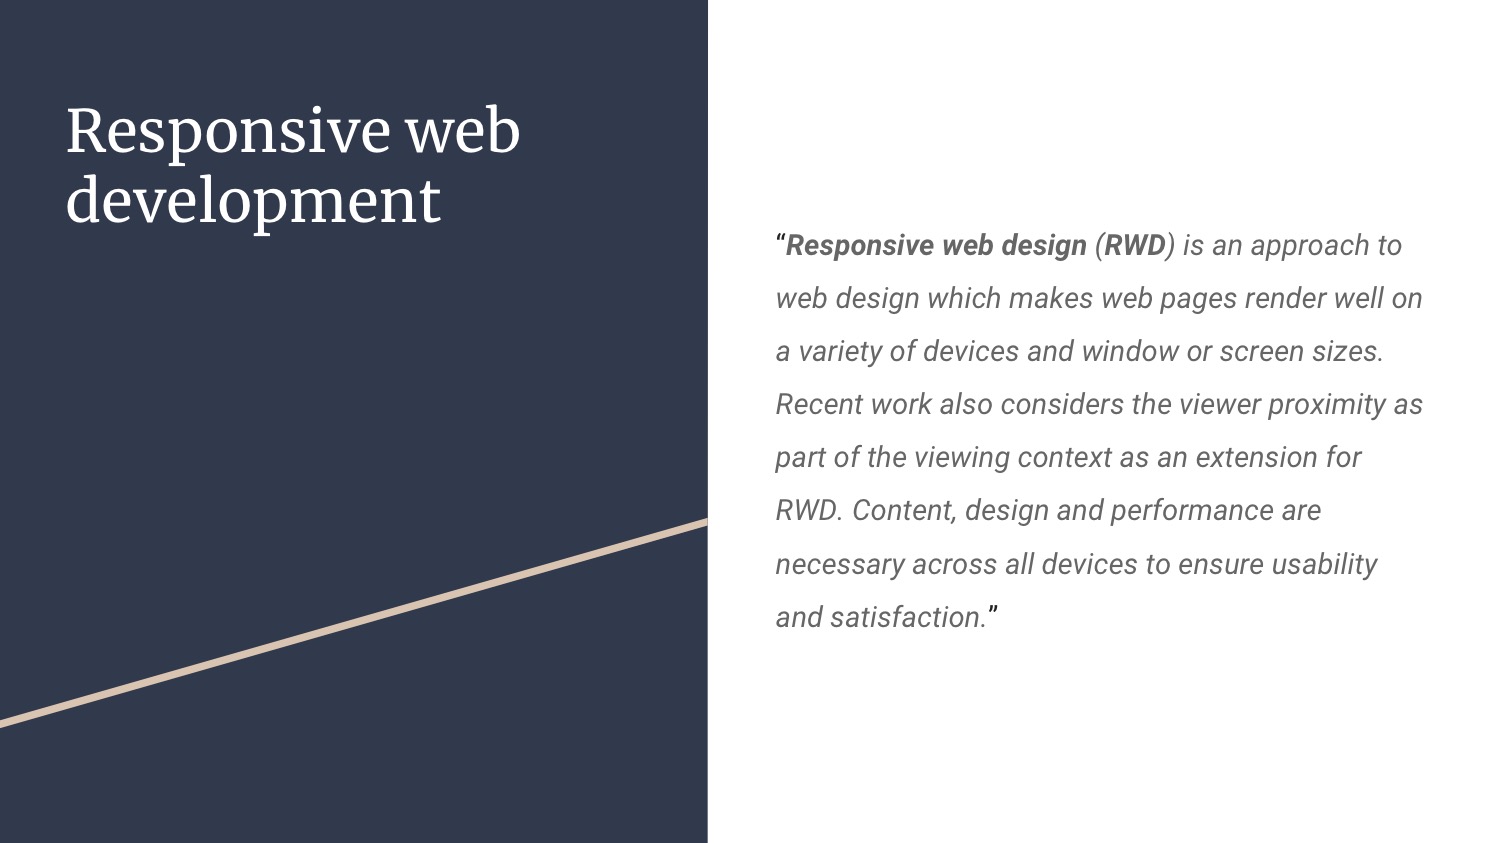 Responsive web
development
“Responsive web design (RWD) is an approach to
web design which makes web pages render well on
a variety of devices and window or screen sizes.
Recent work also considers the viewer proximity as
part of the viewing context as an extension for
RWD. Content, design and performance are
necessary across all devices to ensure usability
and satisfaction.”